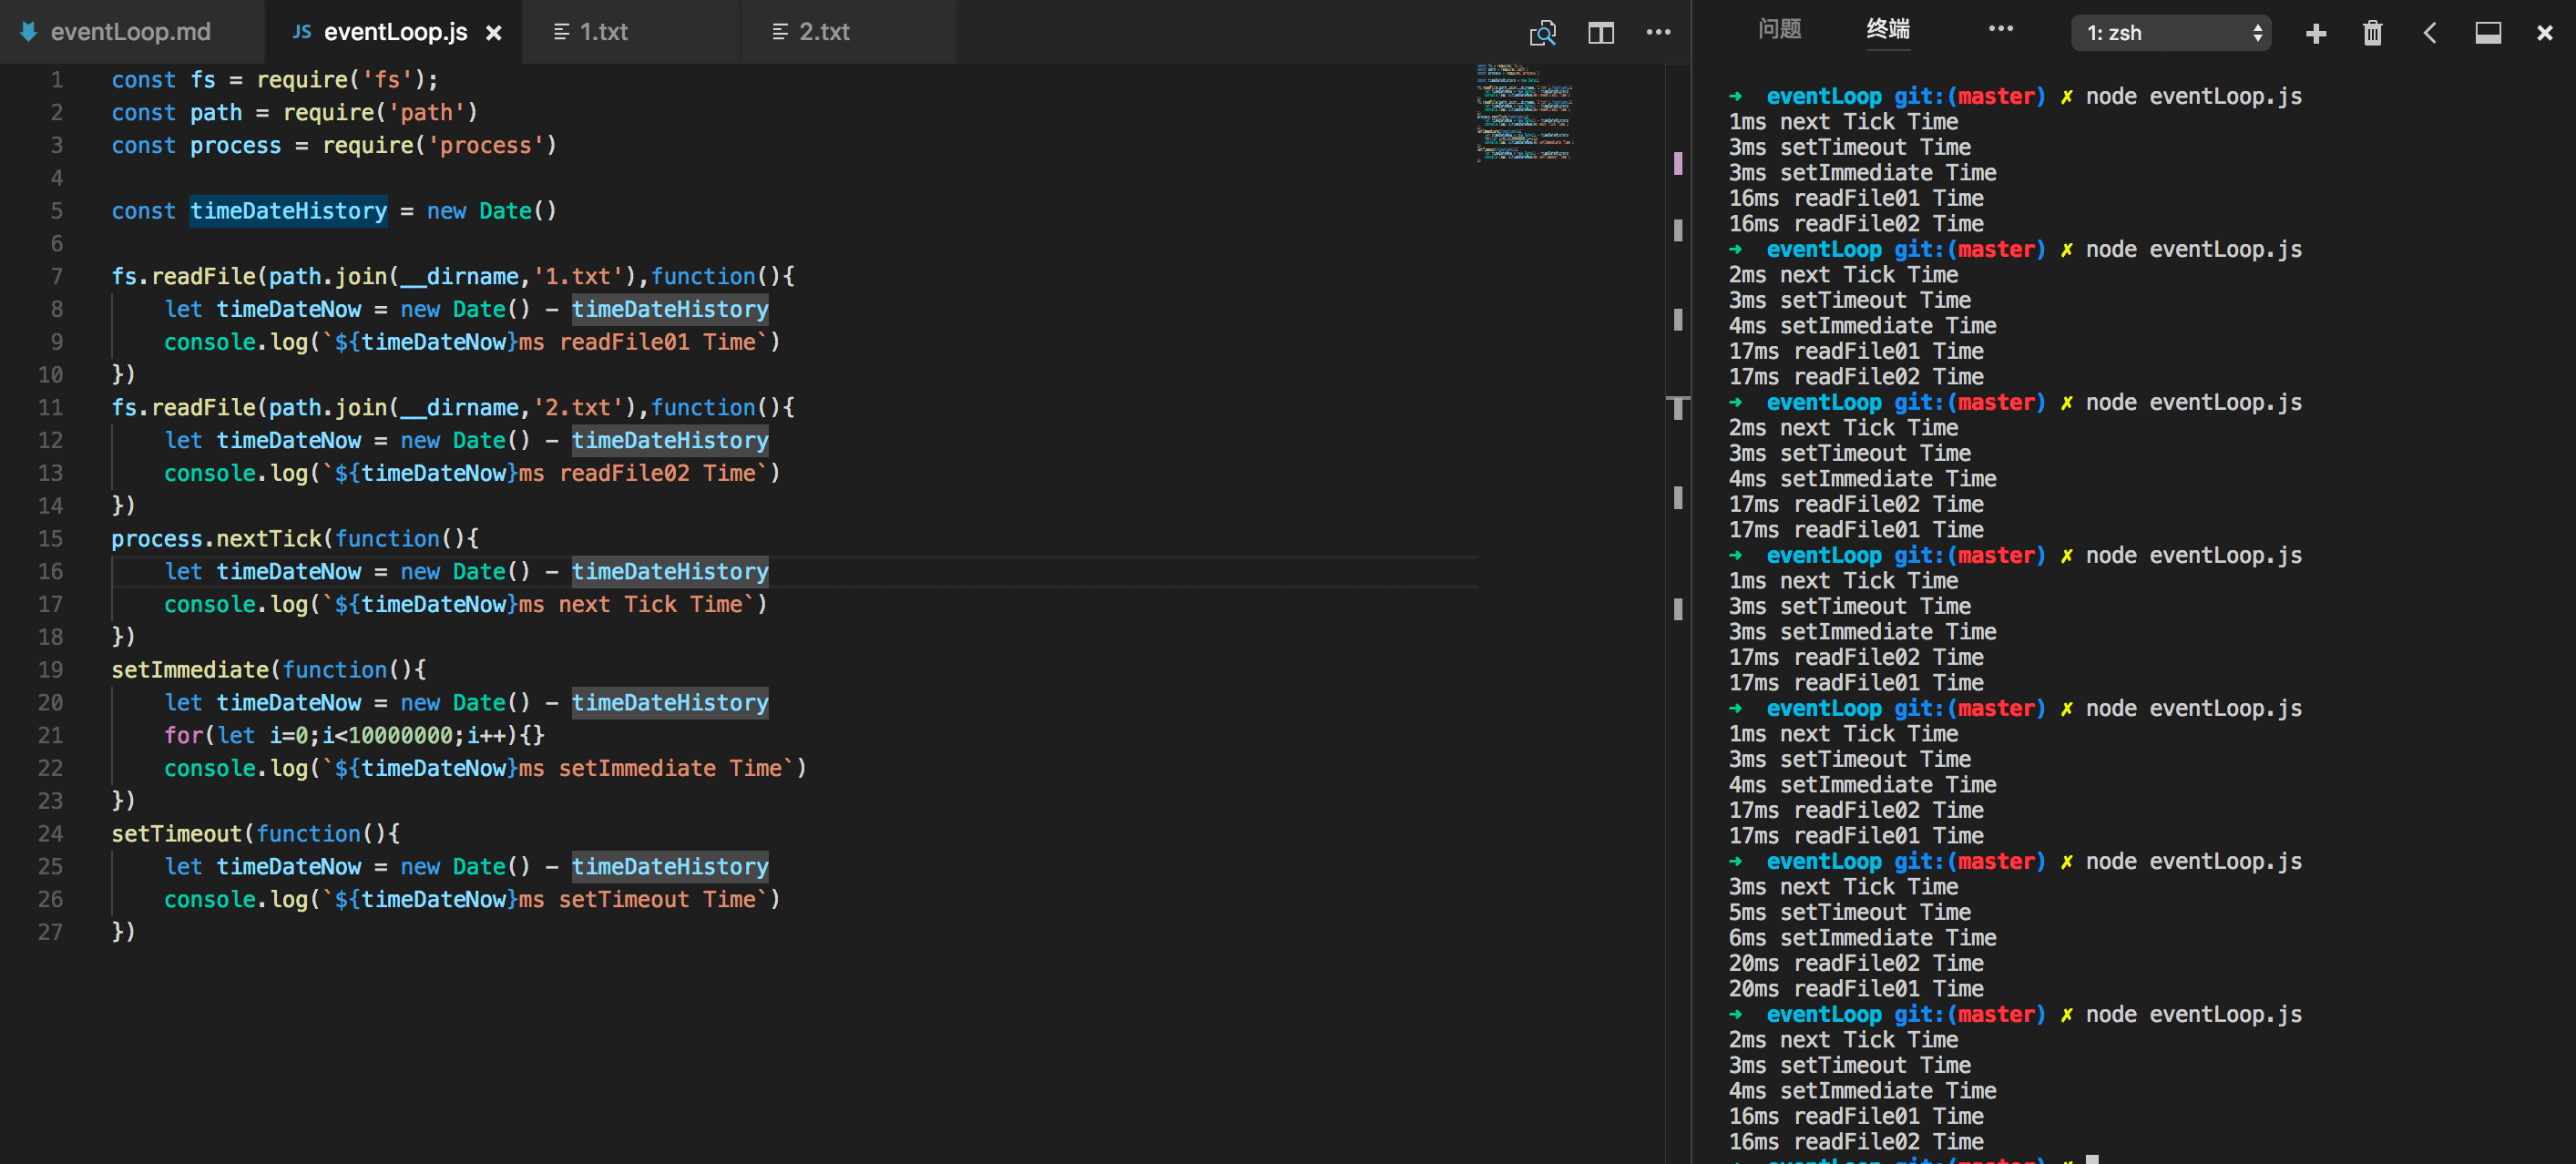 eventLoop.md
JS eventLoop.js
1.txt
2.txt
1 const fs = require('fs');
2 const path = require('path')
3 const process = require('process')
4
5 const timeDateHistory = new Date()
6
7 fs.readFile(path.join(__dirname,'1.txt'),function(){
8 let timeDateNow = new Date() - timeDateHistory
9 console.log(`${timeDateNow}ms readFile01 Time`)
10 })
11 fs.readFile(path.join(__dirname,'2.txt'),function(){
12 let timeDateNow = new Date() - timeDateHistory
13 console.log(`${timeDateNow}ms readFile02 Time`)
14 })
15 process.nextTick(function(){
16 let timeDateNow = new Date() - timeDateHistory
17 console.log(`${timeDateNow}ms next Tick Time`)
18 })
19 setImmediate(function(){
20 let timeDateNow = new Date() - timeDateHistory
21 for(let i=0;i<10000000;i++){}
22 console.log(`${timeDateNow}ms setImmediate Time`)
23 })
24 setTimeout(function(){
25 let timeDateNow = new Date() - timeDateHistory
26 console.log(`${timeDateNow}ms setTimeout Time`)
27 })
问题
终端
1: zsh
➜ eventLoop git:(master) ✗ node eventLoop.js
1ms next Tick Time
3ms setTimeout Time
3ms setImmediate Time
16ms readFile01 Time
16ms readFile02 Time
➜ eventLoop git:(master) ✗ node eventLoop.js
2ms next Tick Time
3ms setTimeout Time
4ms setImmediate Time
17ms readFile01 Time
17ms readFile02 Time
➜ eventLoop git:(master) ✗ node eventLoop.js
2ms next Tick Time
3ms setTimeout Time
4ms setImmediate Time
17ms readFile02 Time
17ms readFile01 Time
➜ eventLoop git:(master) ✗ node eventLoop.js
1ms next Tick Time
3ms setTimeout Time
3ms setImmediate Time
17ms readFile02 Time
17ms readFile01 Time
➜ eventLoop git:(master) ✗ node eventLoop.js
1ms next Tick Time
3ms setTimeout Time
4ms setImmediate Time
17ms readFile02 Time
17ms readFile01 Time
➜ eventLoop git:(master) ✗ node eventLoop.js
3ms next Tick Time
5ms setTimeout Time
6ms setImmediate Time
20ms readFile02 Time
20ms readFile01 Time
➜ eventLoop git:(master) ✗ node eventLoop.js
2ms next Tick Time
3ms setTimeout Time
4ms setImmediate Time
16ms readFile01 Time
16ms readFile02 Time